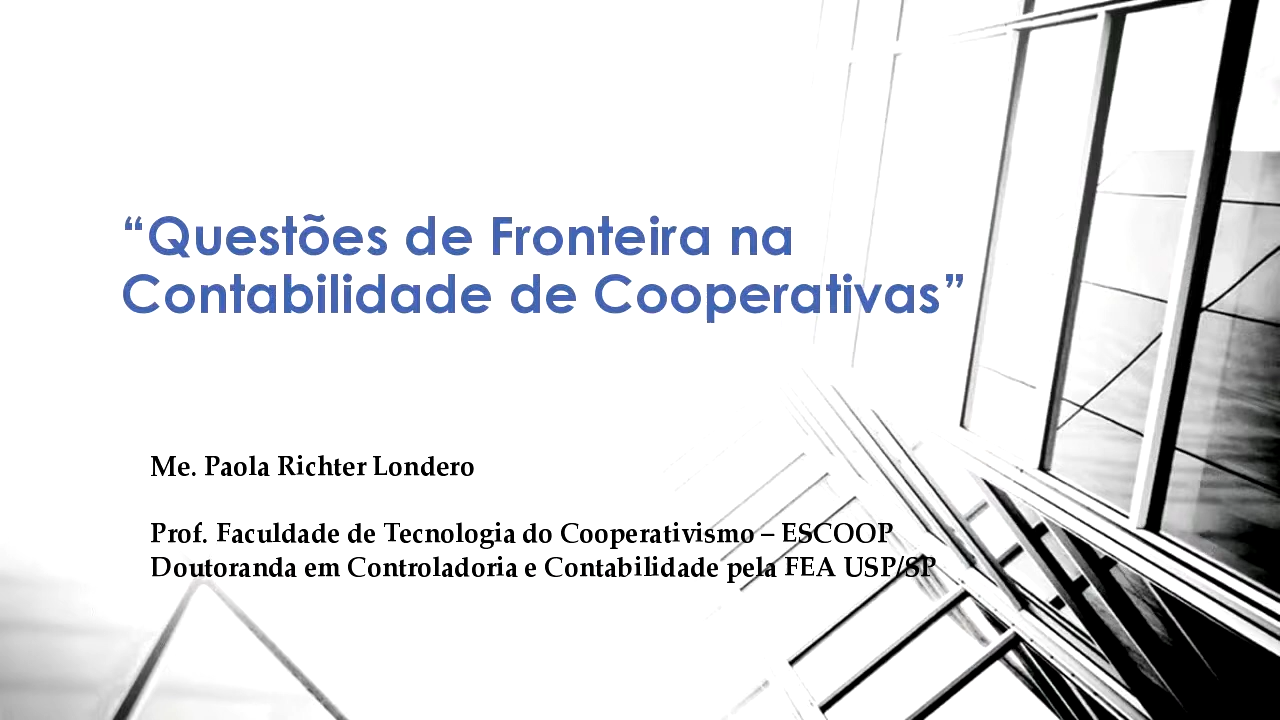 “Questões de Fronteira na
Contabilidade de Cooperativas”
Me. Paola Richter Londero
Prof. Faculdade de Tecnologia do Cooperativismo – ESCOOP
Doutoranda em Controladoria e Contabilidade pela FEA USP/SP